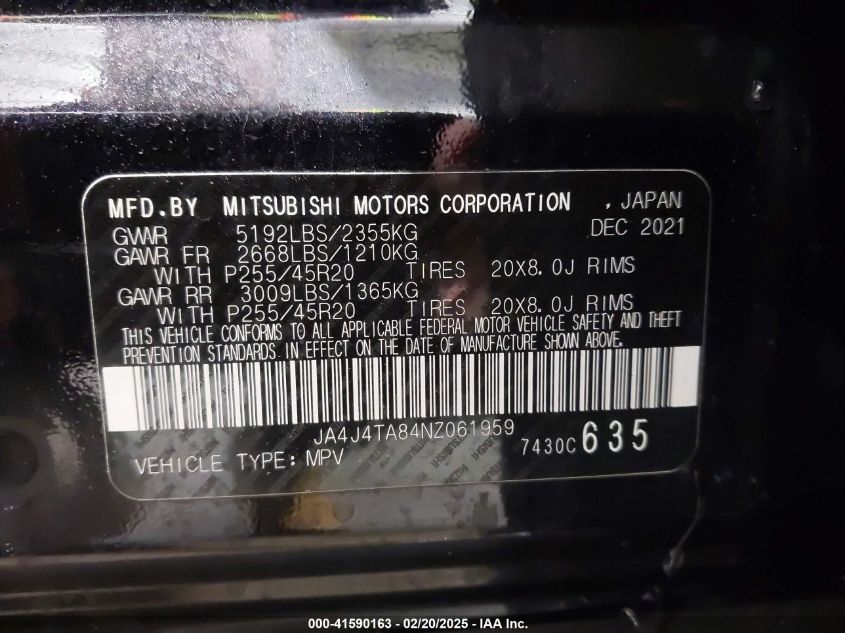 MFD.BY MITSUBISHI MOTORS CORPORATION , JAPAN
GVWR 5192LBS/2355KG DEC 2021
GAWR FR 2668LBS/1210KG
WITH P255/45R20 TIRES 20X8.0J RIMS
GAWR RR 3009LBS/1365KG
WITH P255/45R20 TIRES 20X8.0J RIMS
THIS VEHICLE CONFORMS TO ALL APPLICABLE FEDERAL MOTOR VEHICLE SAFETY AND THEFT
PREVENTION STANDARDS IN EFFECT ON THE DATE OF MANUFACTURE SHOWN ABOVE.
JA4J4TA84NZ061959
7430C635
VEHICLE TYPE: MPV
000-41590163 - 02/20/2025 - IAA Inc.